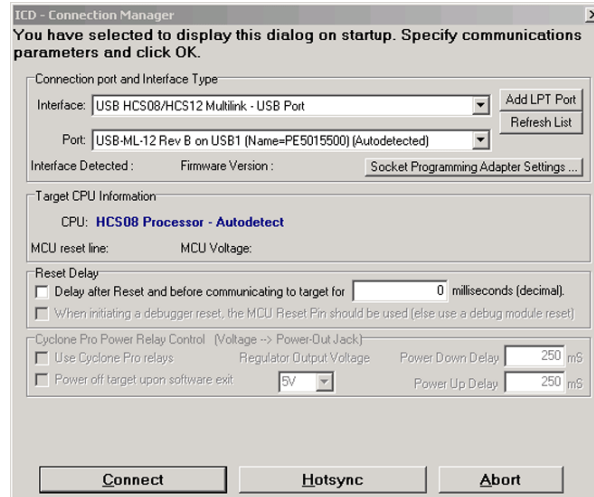 ICD - Connection Manager
You have selected to display this dialog on startup. Specify communications
parameters and click OK.
Connection port and Interface Type
Interface: USB HCS08/HCS12 Multilink - USB Port
Add LPT Port
Refresh List
Port: USB-ML-12 Rev B on USB1 (Name=PE5015500) (Autodetected)
Interface Detected : Firmware Version : Socket Programming Adapter Settings ...
Target CPU Information
CPU: HCS08 Processor - Autodetect
MCU reset line: MCU Voltage:
Reset Delay
Delay after Reset and before communicating to target for 0 milliseconds (decimal).
When initiating a debugger reset, the MCU Reset Pin should be used (else use a debug module reset)
Cyclone Pro Power Relay Control (Voltage --> Power-Out Jack)
Use Cyclone Pro relays Regulator Output Voltage Power Down Delay 250 mS
Power off target upon software exit 5V Power Up Delay 250 mS
Connect Hotsync Abort